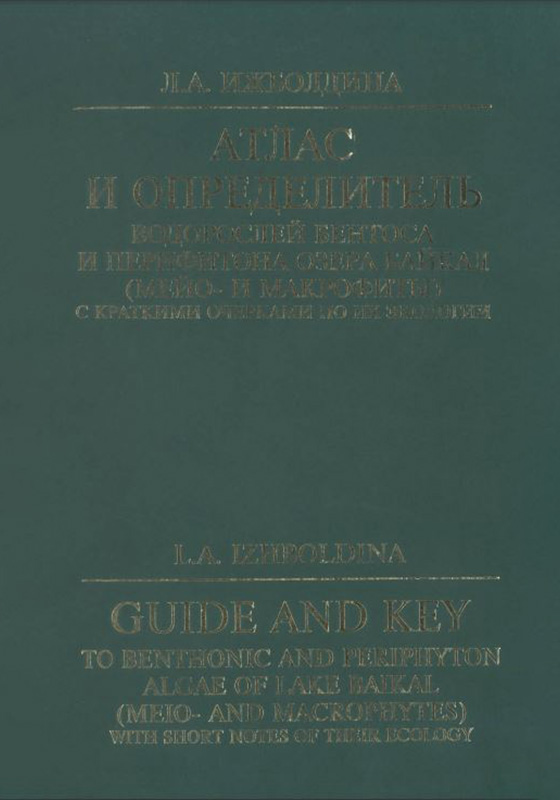 Л.А. ИЖБОЛДИНА
АТЛАС
И ОПРЕДЕЛИТЕЛЬ
ВОДОРОСЛЕЙ БЕНТОСА
И ПЕРИФИТОНА ОЗЕРА БАЙКАЛ
(МЕЙО- И МАКРОФИТЫ)
С КРАТКИМИ ОЧЕРКАМИ ПО ИХ ЭКОЛОГИИ
L.A. IZHBOLDINA
GUIDE AND KEY
TO BENTHONIC AND PERIPHYTON
ALGAE OF LAKE BAIKAL
(MEIO- AND MACROPHYTES)
WITH SHORT NOTES OF THEIR ECOLOGY